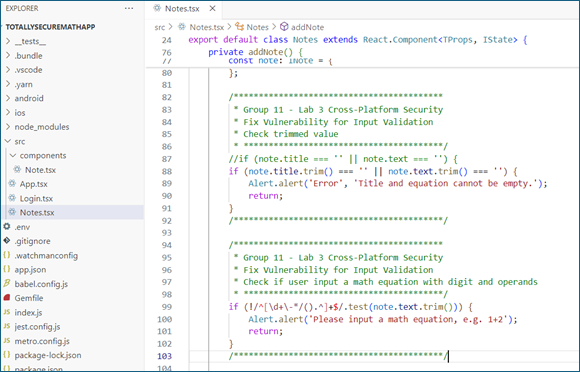 EXPLORER
TOTALLYSECUREMATHAPP
__tests__
.bundle
.vscode
.yarn
android
ios
node_modules
src
components
Note.tsx
App.tsx
Login.tsx
Notes.tsx
.env
.gitignore
.watchmanconfig
app.json
babel.config.js
Gemfile
index.js
jest.config.js
metro.config.js
package-lock.json
package.json
Notes.tsx ×
src > Notes.tsx > Notes > addNote
24 export default class Notes extends React.Component<TProps, IState> {
76 private addNote() {
77 const note: INote = {
80 };
81
82 /****************************************
83 * Group 11 - Lab 3 Cross-Platform Security
84 * Fix Vulnerability for Input Validation
85 * Check trimmed value
86 * ***************************************/
87 //if (note.title === '' || note.text === '') {
88 if (note.title.trim() === '' || note.text.trim() === '') {
89 Alert.alert('Error', 'Title and equation cannot be empty.');
90 return;
91 }
92 /****************************************/
93
94 /****************************************
95 * Group 11 - Lab 3 Cross-Platform Security
96 * Fix Vulnerability for Input Validation
97 * Check if user input a math equation with digit and operands
98 * ***************************************/
99 if (!/^[\d+\-*/().^]+$/.test(note.text.trim())) {
100 Alert.alert('Please input a math equation, e.g. 1+2');
101 return;
102 }
103 /****************************************/
104